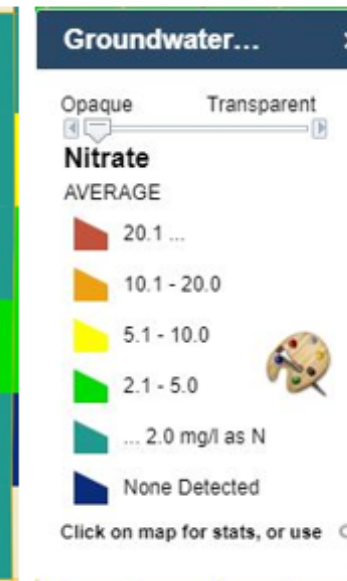 Groundwater...
Opaque Transparent
Nitrate
AVERAGE
20.1 ...
10.1 - 20.0
5.1 - 10.0
2.1 - 5.0
... 2.0 mg/l as N
None Detected
Click on map for stats, or use